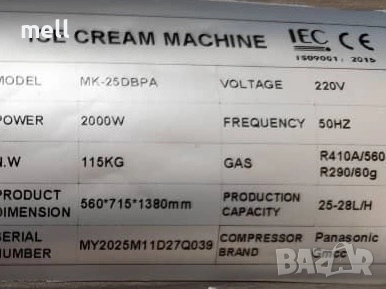 mell
ICE CREAM MACHINE IEC CE
ISO9001: 2015
MODEL MK-25DBPA VOLTAGE 220V
POWER 2000W FREQUENCY 50HZ
N.W 115KG GAS R410A/560
R290/60g
PRODUCT DIMENSION 560*715*1380mm PRODUCTION CAPACITY 25-28L/H
SERIAL NUMBER MY2025M11D27Q039 COMPRESSOR BRAND Panasonic
Gmcc
bazar.bg